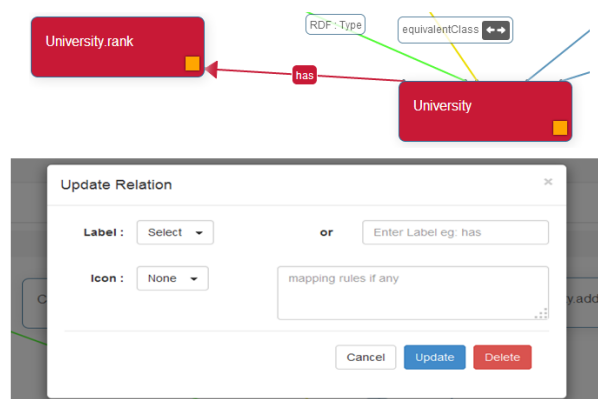 University.rank
RDF:Type
equivalentClass
has
University
Update Relation
×
Label :
Select
or
Enter Label eg: has
Icon :
None
mapping rules if any
C
y.add
Cancel
Update
Delete